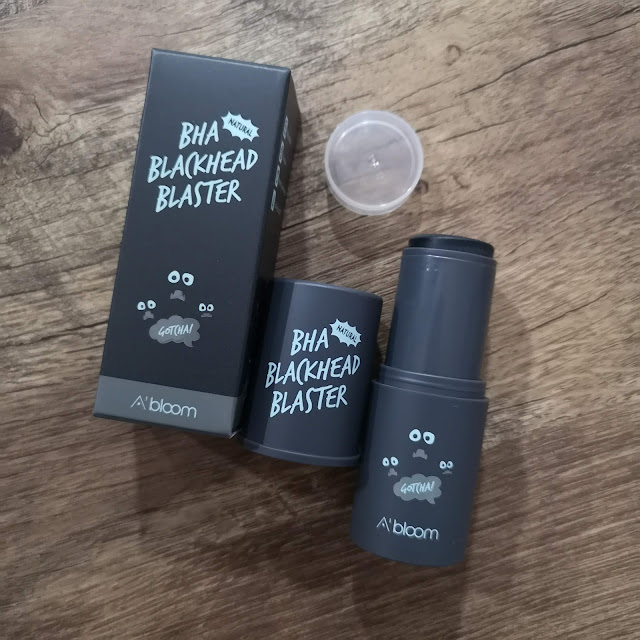 BHA
NATURAL
BLACKHEAD
BLASTER
GOTCHA!
A'bloom
BHA
NATURAL
BLACKHEAD
BLASTER
GOTCHA!
A'bloom